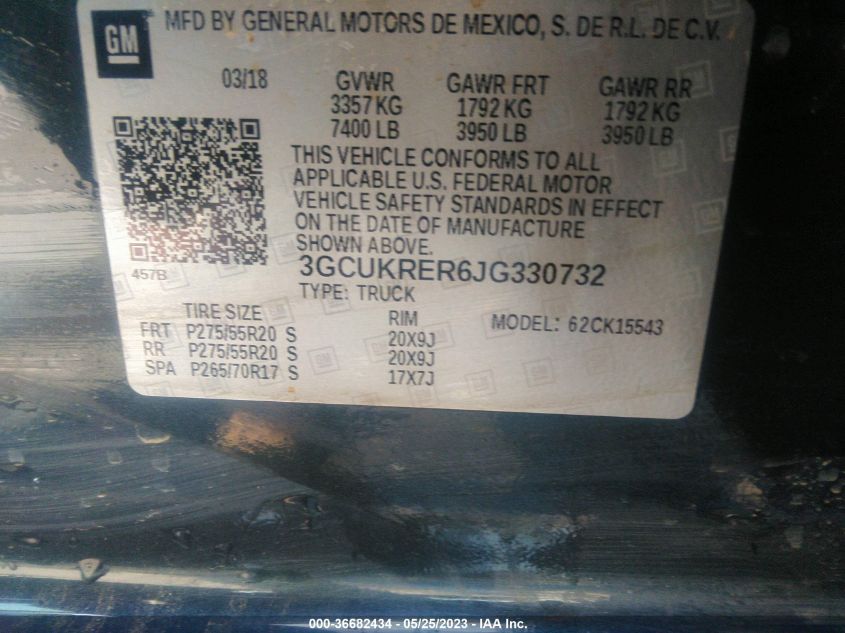 GM MFD BY GENERAL MOTORS DE MEXICO, S. DE R.L. DE C.V.
03/18 GVWR GAWR FRT GAWR RR
3357 KG 1792 KG 1792 KG
7400 LB 3950 LB 3950 LB
THIS VEHICLE CONFORMS TO ALL
APPLICABLE U.S. FEDERAL MOTOR
VEHICLE SAFETY STANDARDS IN EFFECT
ON THE DATE OF MANUFACTURE
SHOWN ABOVE.
457B 3GCUKRER6JG330732
TYPE: TRUCK
TIRE SIZE RIM MODEL: 62CK15543
FRT P275/55R20 S 20X9J
RR P275/55R20 S 20X9J
SPA P265/70R17 S 17X7J
000-36682434 - 05/25/2023 - IAA Inc.